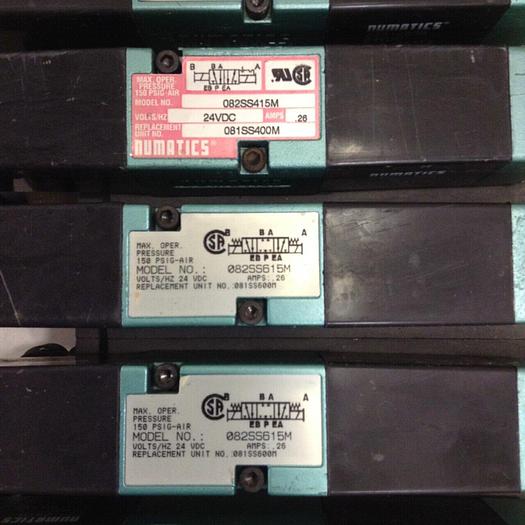 NUMATICS
B B A A
MAX. OPER.
PRESSURE
150 PSIG-AIR
EB P EA
MODEL NO. 082SS415M
VOLTS/HZ 24VDC AMPS .26
REPLACEMENT
UNIT NO. 081SS400M
NUMATICS
NUMATICS
B B A A
MAX. OPER.
PRESSURE
150 PSIG-AIR
EB P EA
MODEL NO.: 082SS615M
VOLTS/HZ 24 VDC AMPS: .26
REPLACEMENT UNIT NO.:081SS600M
B B A A
MAX. OPER.
PRESSURE
150 PSIG-AIR
EB P EA
MODEL NO.: 082SS615M
VOLTS/HZ 24 VDC AMPS: .26
REPLACEMENT UNIT NO.:081SS600M
NUMATICS